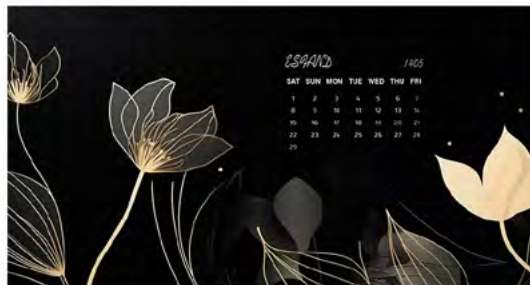 ESFAND 1405
SAT SUN MON TUE WED THU FRI
1 2 3 4 5 6 7
8 9 10 11 12 13 14
15 16 17 18 19 20 21
22 23 24 25 26 27 28
29